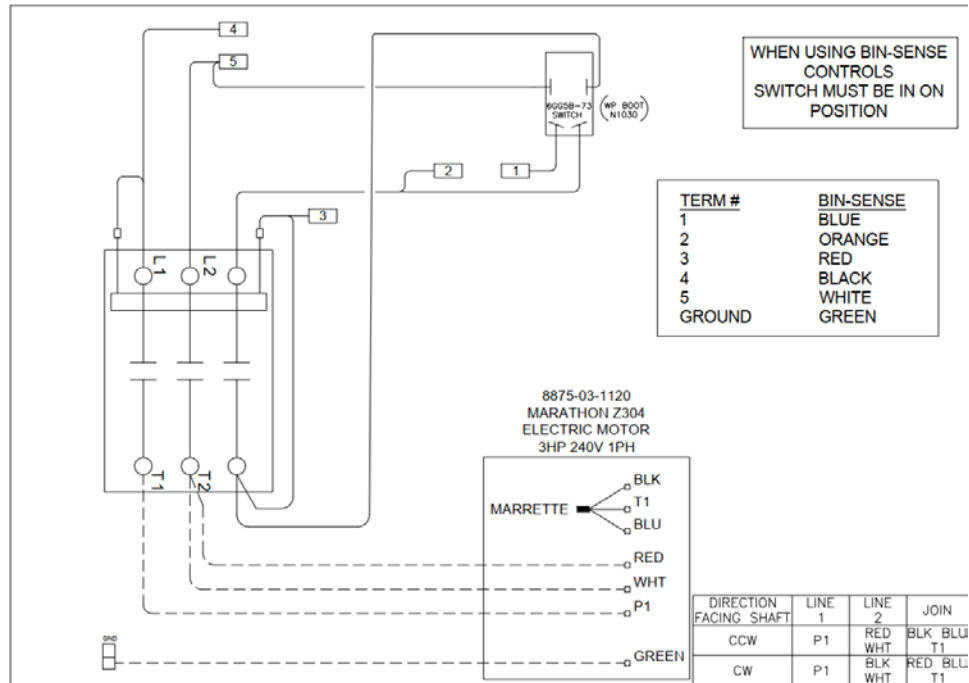 4
5
6GG5B-73
SWITCH
(WP BOOT
N1030)
WHEN USING BIN-SENSE
CONTROLS
SWITCH MUST BE IN ON
POSITION
2
1
3
TERM # BIN-SENSE
1 BLUE
2 ORANGE
3 RED
4 BLACK
5 WHITE
GROUND GREEN
L1
L2
T1
T2
8875-03-1120
MARATHON Z304
ELECTRIC MOTOR
3HP 240V 1PH
BLK
MARRETTE T1
BLU
RED
WHT
P1
GREEN
GND
DIRECTION FACING SHAFT LINE 1 LINE 2 JOIN
CCW P1 RED WHT BLK BLU T1
CW P1 BLK WHT RED BLU T1